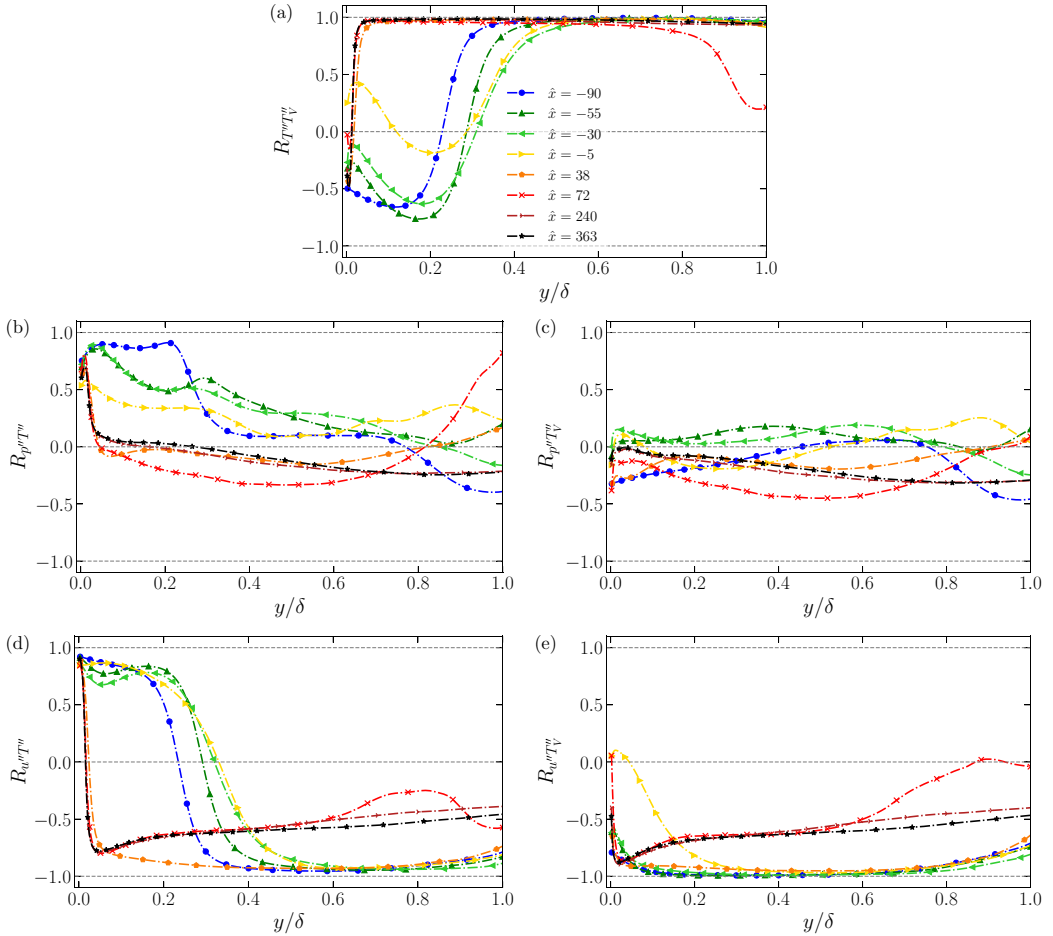 (a)
1.0
0.5
0.0
−0.5
−1.0
R_{T''T''_V}
x̂ = −90
x̂ = −55
x̂ = −30
x̂ = −5
x̂ = 38
x̂ = 72
x̂ = 240
x̂ = 363
0.0 0.2 0.4 0.6 0.8 1.0
y/δ
(b)
1.0
0.5
0.0
−0.5
−1.0
R_{p''T''}
0.0 0.2 0.4 0.6 0.8 1.0
y/δ
(c)
1.0
0.5
0.0
−0.5
−1.0
R_{p''T''_V}
0.0 0.2 0.4 0.6 0.8 1.0
y/δ
(d)
1.0
0.5
0.0
−0.5
−1.0
R_{u''T''}
0.0 0.2 0.4 0.6 0.8 1.0
y/δ
(e)
1.0
0.5
0.0
−0.5
−1.0
R_{u''T''_V}
0.0 0.2 0.4 0.6 0.8 1.0
y/δ